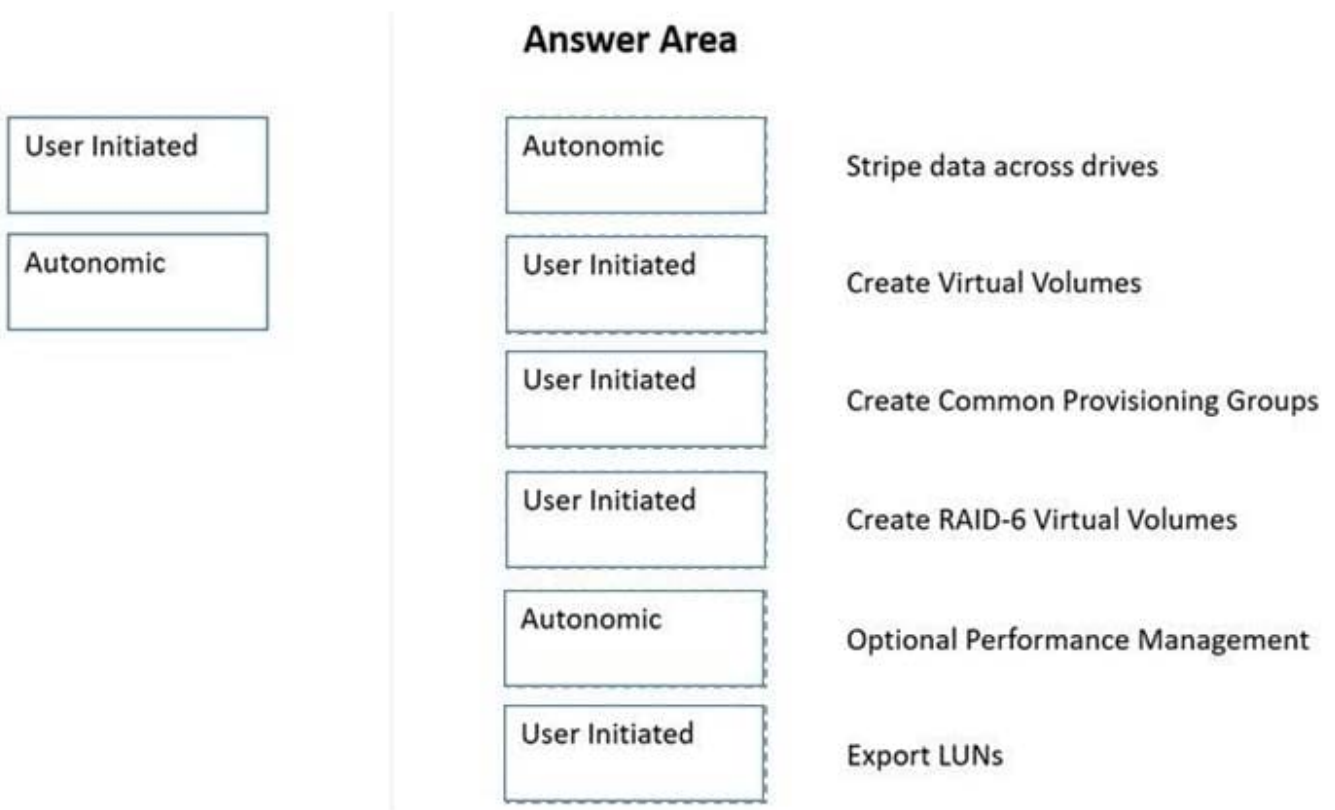 Answer Area
User Initiated
Autonomic
Autonomic
Stripe data across drives
User Initiated
Create Virtual Volumes
User Initiated
Create Common Provisioning Groups
User Initiated
Create RAID-6 Virtual Volumes
Autonomic
Optional Performance Management
User Initiated
Export LUNs